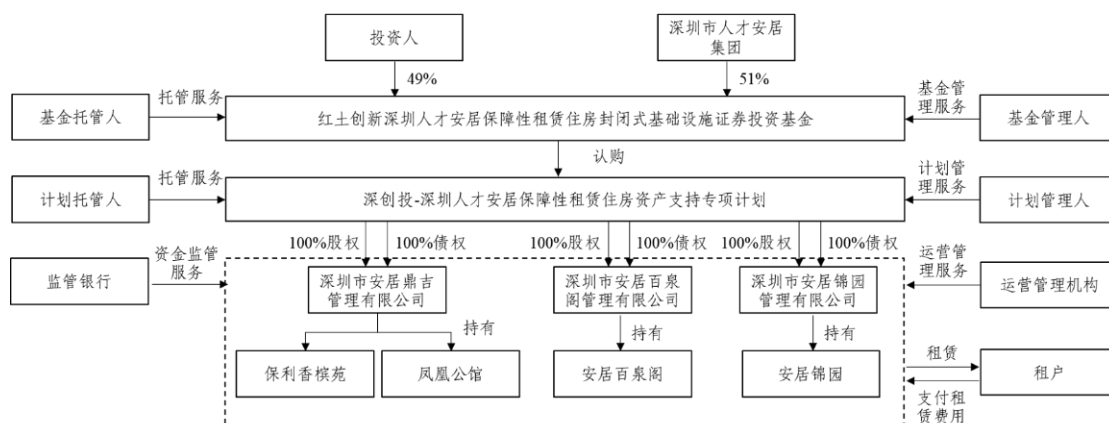 投资人
深圳市人才安居
集团
49%
51%
基金托管人
托管服务
红土创新深圳人才安居保障性租赁住房封闭式基础设施证券投资基金
基金管
理服务
基金管理人
认购
计划托管人
托管服务
深创投-深圳人才安居保障性租赁住房资产支持专项计划
计划管
理服务
计划管理人
100%股权
100%债权
100%股权
100%债权
100%股权
100%债权
监管银行
资金监管
服务
深圳市安居鼎吉
管理有限公司
深圳市安居百泉
阁管理有限公司
深圳市安居锦园
管理有限公司
运营管
理服务
运营管理机构
持有
持有
持有
保利香槟苑
凤凰公馆
安居百泉阁
安居锦园
租赁
租户
支付租
赁费用